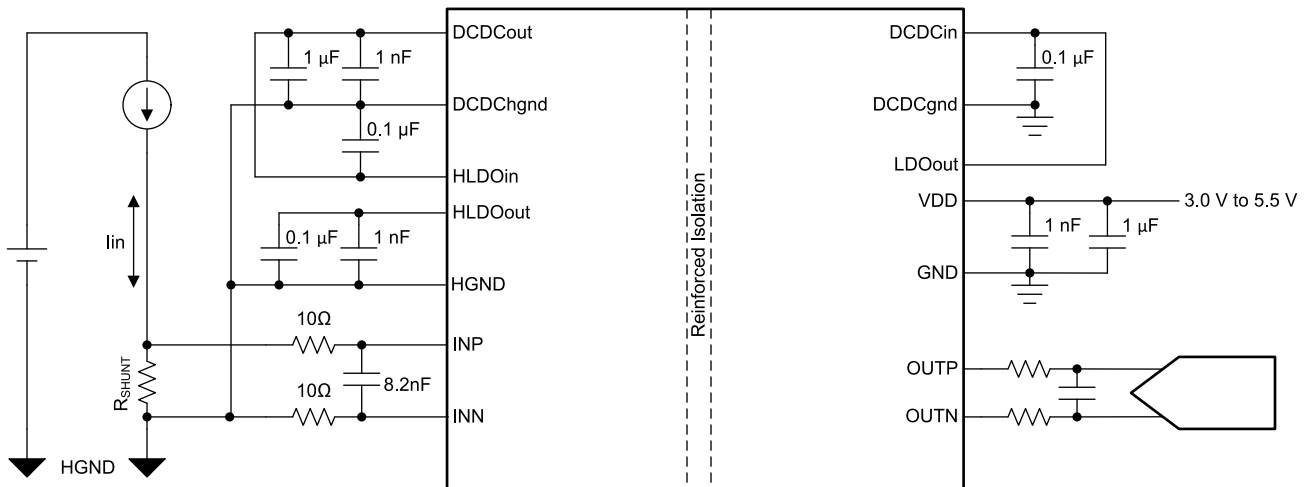 DCDCout
1 µF
1 nF
DCDChgnd
0.1 µF
HLDOin
HLDOout
0.1 µF
1 nF
HGND
Iin
10Ω
INP
8.2nF
RSHUNT
10Ω
INN
HGND
Reinforced Isolation
DCDCin
0.1 µF
DCDCgnd
LDOout
VDD
3.0 V to 5.5 V
1 nF
1 µF
GND
OUTP
OUTN